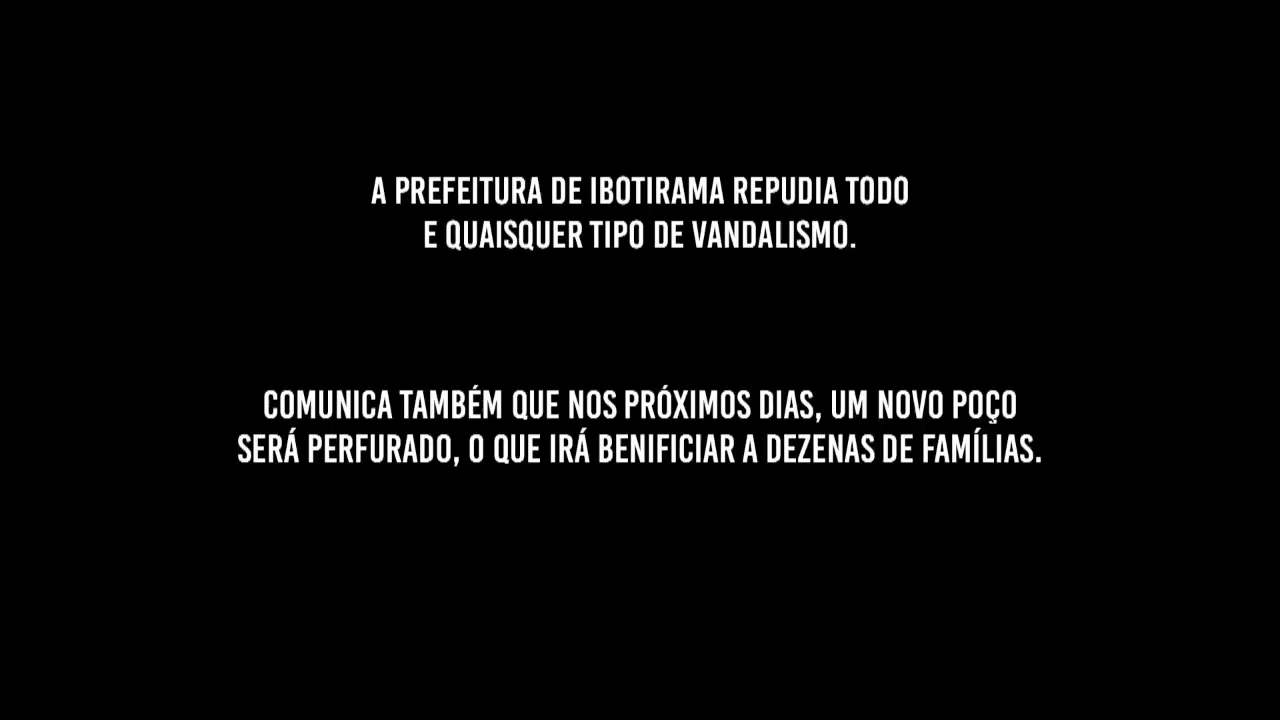 A PREFEITURA DE IBOTIRAMA REPUDIA TODO
E QUAISQUER TIPO DE VANDALISMO.
COMUNICA TAMBÉM QUE NOS PRÓXIMOS DIAS, UM NOVO POÇO
SERÁ PERFURADO, O QUE IRÁ BENIFICIAR A DEZENAS DE FAMÍLIAS.